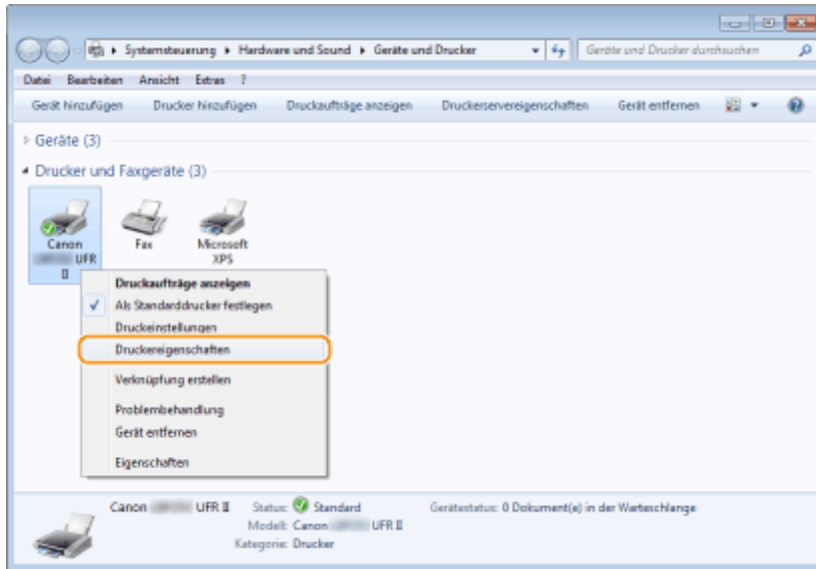 Systemsteuerung ▸ Hardware und Sound ▸ Geräte und Drucker
Geräte und Drucker durchsuchen
Datei Bearbeiten Ansicht Extras ?
Gerät hinzufügen Drucker hinzufügen Druckaufträge anzeigen Druckerservereigenschaften Gerät entfernen
Geräte (3)
Drucker und Faxgeräte (3)
Canon UFR II
Fax
Microsoft XPS
Druckaufträge anzeigen
Als Standarddrucker festlegen
Druckeinstellungen
Druckereigenschaften
Verknüpfung erstellen
Problembehandlung
Gerät entfernen
Eigenschaften
Canon UFR II Status: Standard Gerätestatus: 0 Dokument(e) in der Warteschlange
Modell: Canon UFR II
Kategorie: Drucker